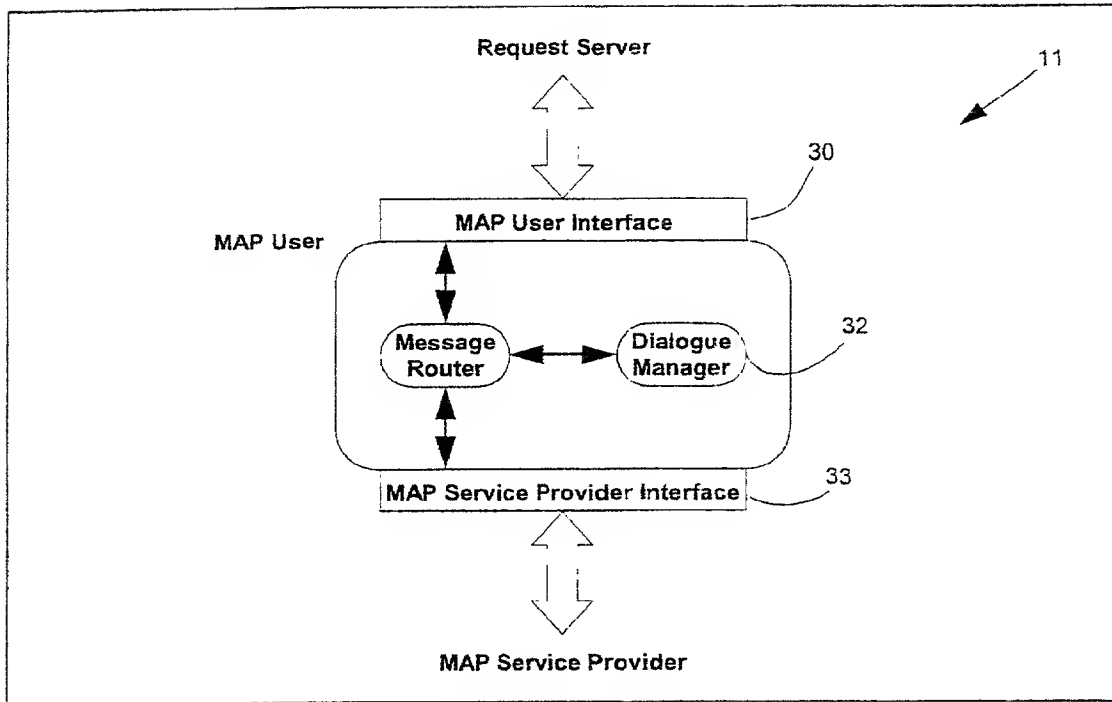 Request Server
11
30
MAP User Interface
MAP User
32
Message
Router
Dialogue
Manager
MAP Service Provider Interface
33
MAP Service Provider